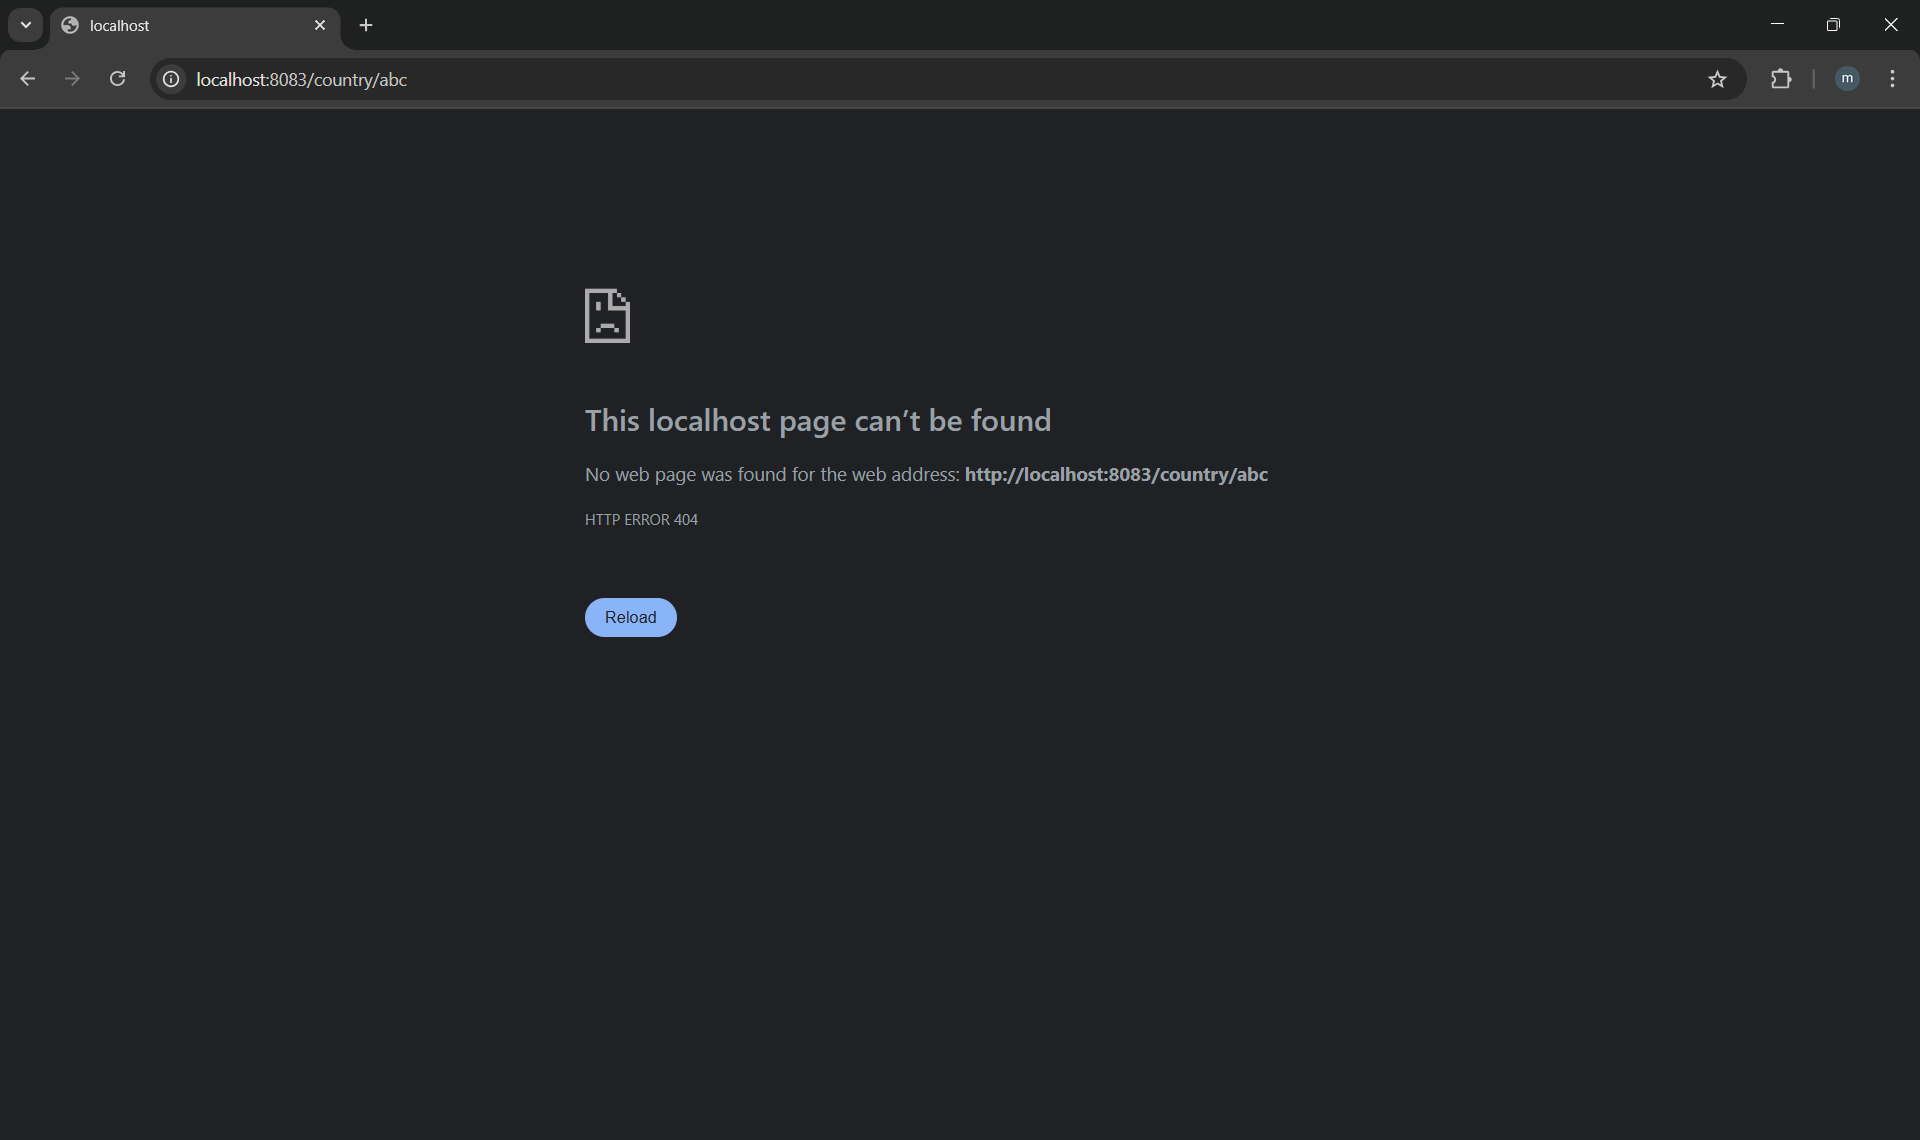 localhost
localhost:8083/country/abc
m
This localhost page can’t be found
No web page was found for the web address: http://localhost:8083/country/abc
HTTP ERROR 404
Reload